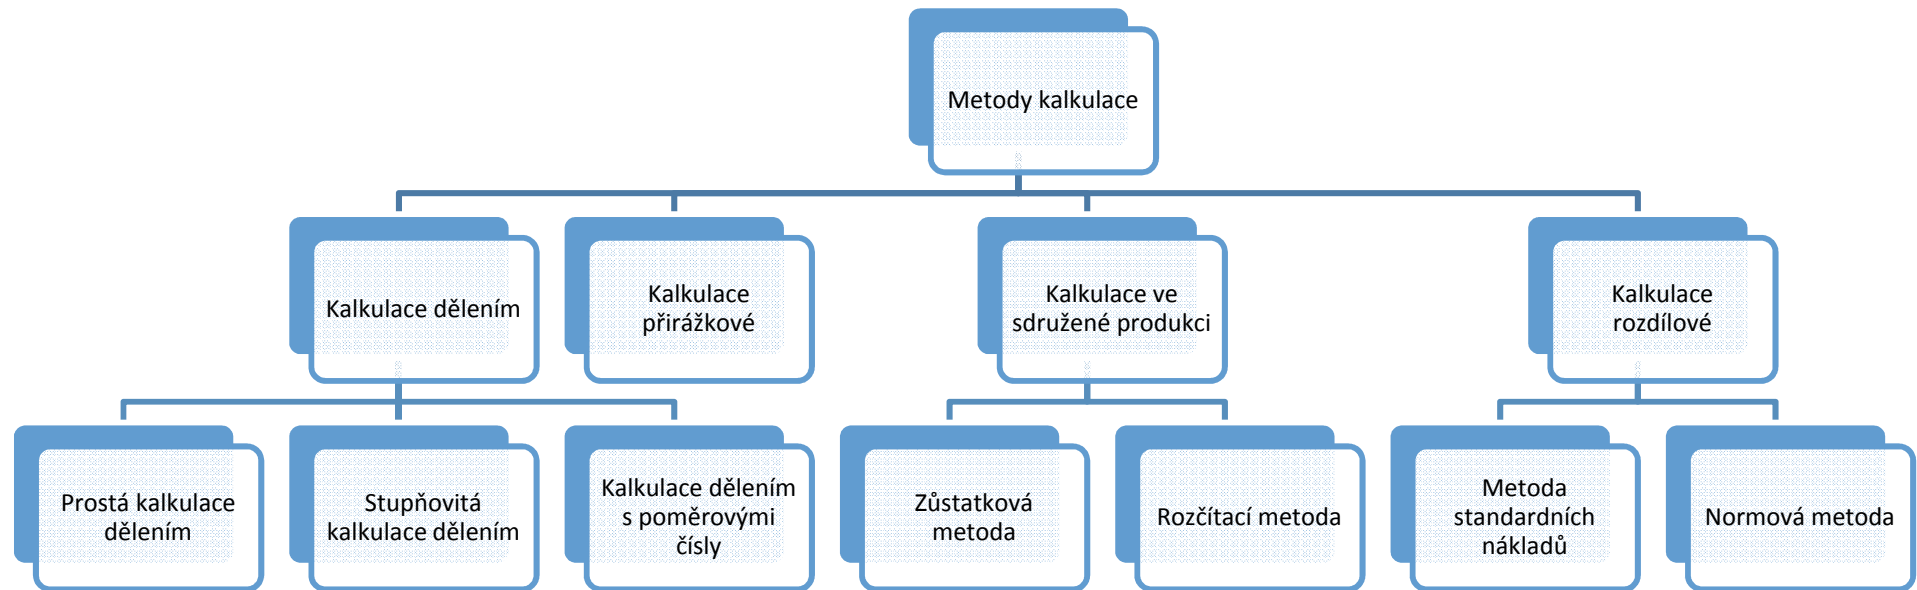 Metody kalkulace
Kalkulace dělením
Kalkulace
přirážkové
Kalkulace ve
sdružené produkci
Kalkulace
rozdílové
Prostá kalkulace
dělením
Stupňovitá
kalkulace dělením
Kalkulace dělením
s poměrovými
čísly
Zůstatková
metoda
Rozčítací metoda
Metoda
standardních
nákladů
Normová metoda